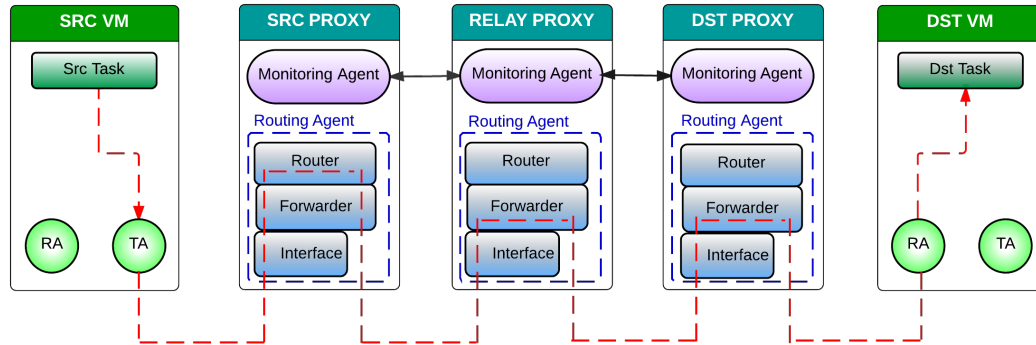 SRC VM
Src Task
RA
TA
SRC PROXY
Monitoring Agent
Routing Agent
Router
Forwarder
Interface
RELAY PROXY
Monitoring Agent
Routing Agent
Router
Forwarder
Interface
DST PROXY
Monitoring Agent
Routing Agent
Router
Forwarder
Interface
DST VM
Dst Task
RA
TA